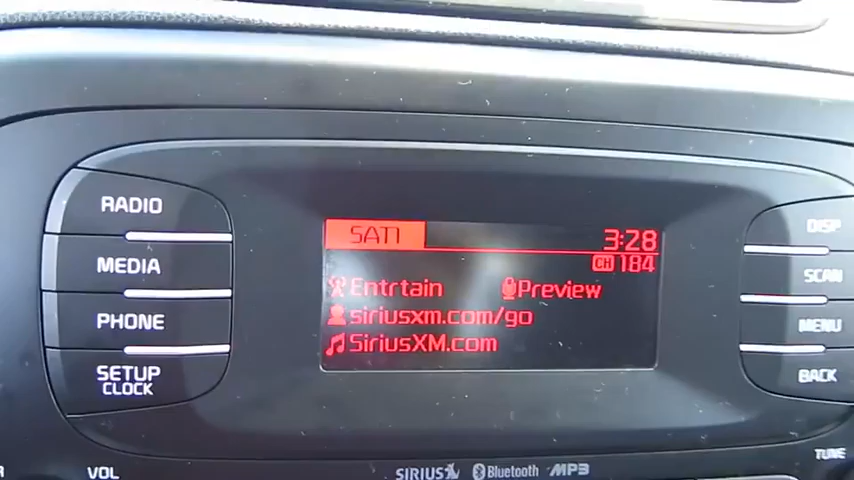 RADIO
MEDIA
PHONE
SETUP
CLOCK
SAT1
3:28
CH 184
Entrtain
Preview
siriusxm.com/go
SiriusXM.com
DISP
SCAN
MENU
BACK
TUNE
VOL
SIRIUS Bluetooth MP3